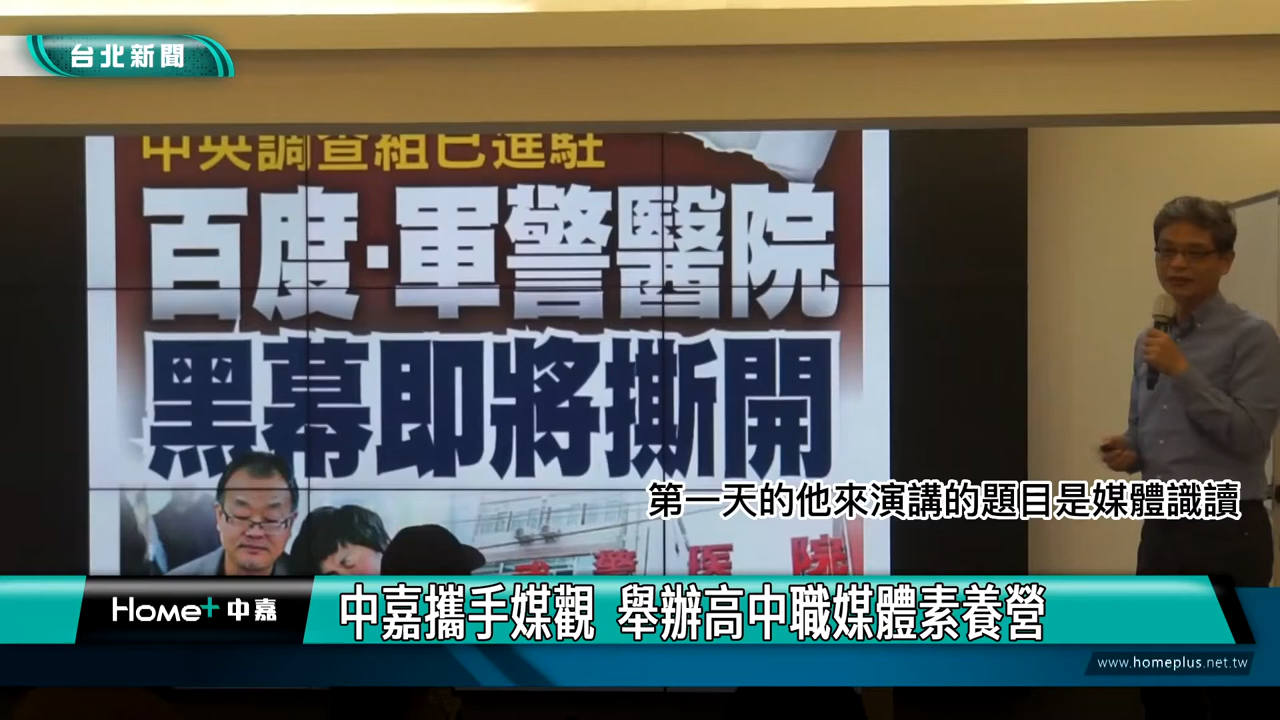 台北新聞
中央調查組已進駐
百度·軍警醫院
黑幕即將撕開
警医院
第一天的他來演講的題目是媒體識讀
Home+中嘉
中嘉攜手媒觀 舉辦高中職媒體素養營
www.homeplus.net.tw